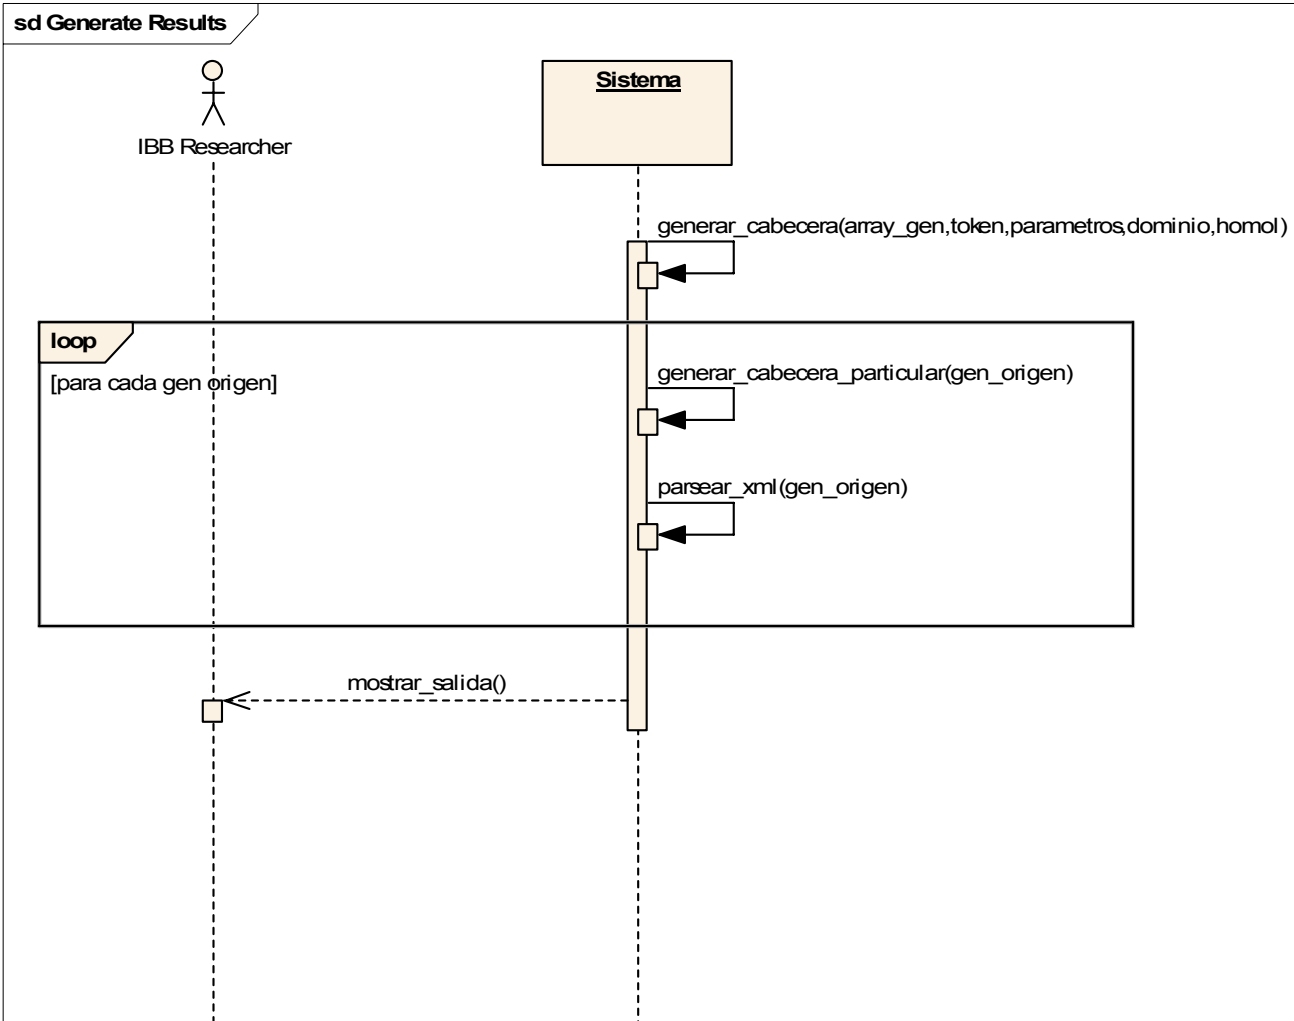 sd Generate Results
IBB Researcher
Sistema
generar_cabecera(array_gen,token,parametros,dominio,homol)
loop
[para cada gen origen]
generar_cabecera_particular(gen_origen)
parsear_xml(gen_origen)
mostrar_salida()